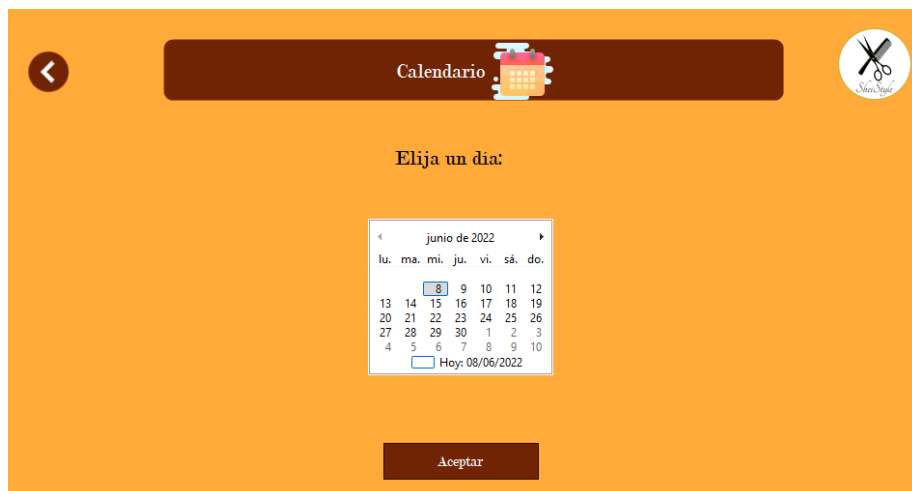 Calendario
SheiStyle
Elija un día:
junio de 2022
lu. ma. mi. ju. vi. sá. do.
8 9 10 11 12
13 14 15 16 17 18 19
20 21 22 23 24 25 26
27 28 29 30 1 2 3
4 5 6 7 8 9 10
Hoy: 08/06/2022
Aceptar